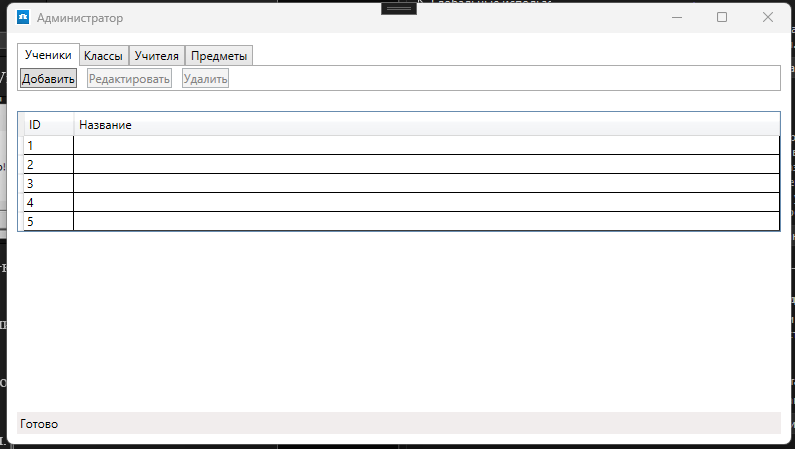 Администратор
Ученики Классы Учителя Предметы
Добавить Редактировать Удалить
ID Название
1
2
3
4
5
Готово